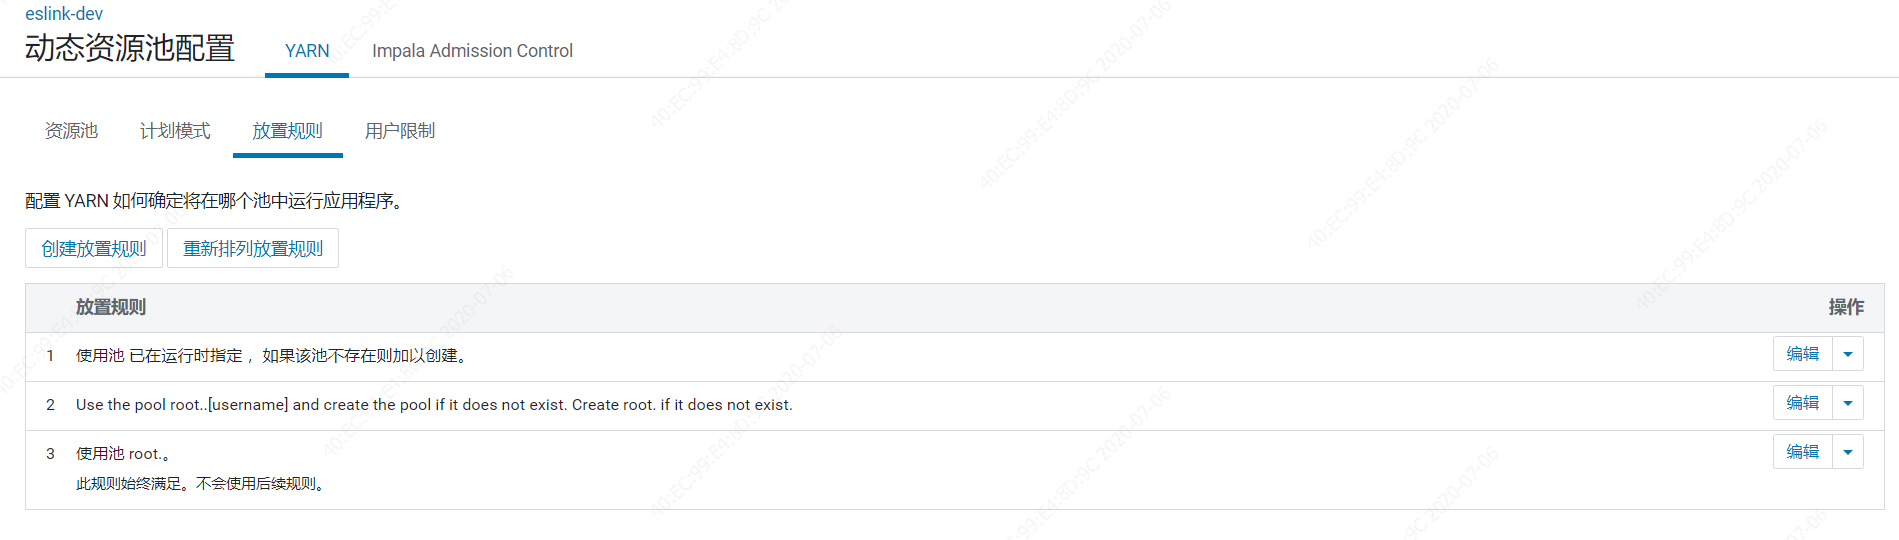 eslink-dev
动态资源池配置 YARN Impala Admission Control
资源池 计划模式 放置规则 用户限制
配置 YARN 如何确定将在哪个池中运行应用程序。
创建放置规则 重新排列放置规则
放置规则 操作
1 使用池 已在运行时指定 ，如果该池不存在则加以创建。 编辑
2 Use the pool root..[username] and create the pool if it does not exist. Create root. if it does not exist. 编辑
3 使用池 root.。 编辑
此规则始终满足。不会使用后续规则。
40:EC:99:E4:8D:9C 2020-07-06